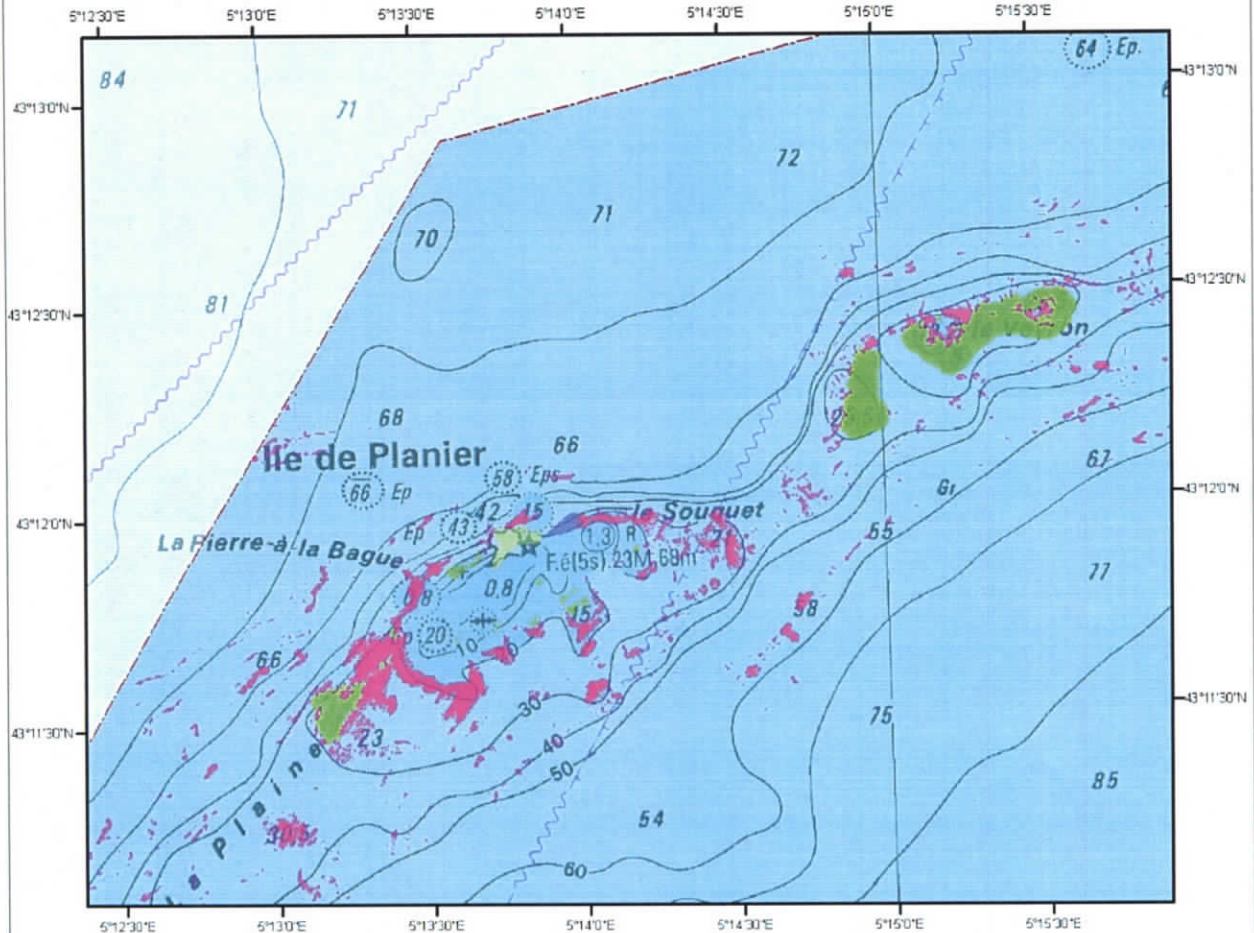 5°12'30"E 5°13'0"E 5°13'30"E 5°14'0"E 5°14'30"E 5°15'0"E 5°15'30"E
64 Ep.
43°13'0"N
84
71
43°13'0"N
72
71
70
81
43°12'30"N
43°12'30"N
68
Ile de Planier
66
58 Eps
66 Ep
67
Gr
43°12'0"N
42 15
le Souquet
43°12'0"N
Ep 43
La Pierre-à-la Bague
1.3 R
55
F.é(5s).23M.68m
77
0,8
98
15
20
10
66
43°11'30"N
30
75
43°11'30"N
23
40
50
85
54
60
La Plaine
5°12'30"E 5°13'0"E 5°13'30"E 5°14'0"E 5°14'30"E 5°15'0"E 5°15'30"E